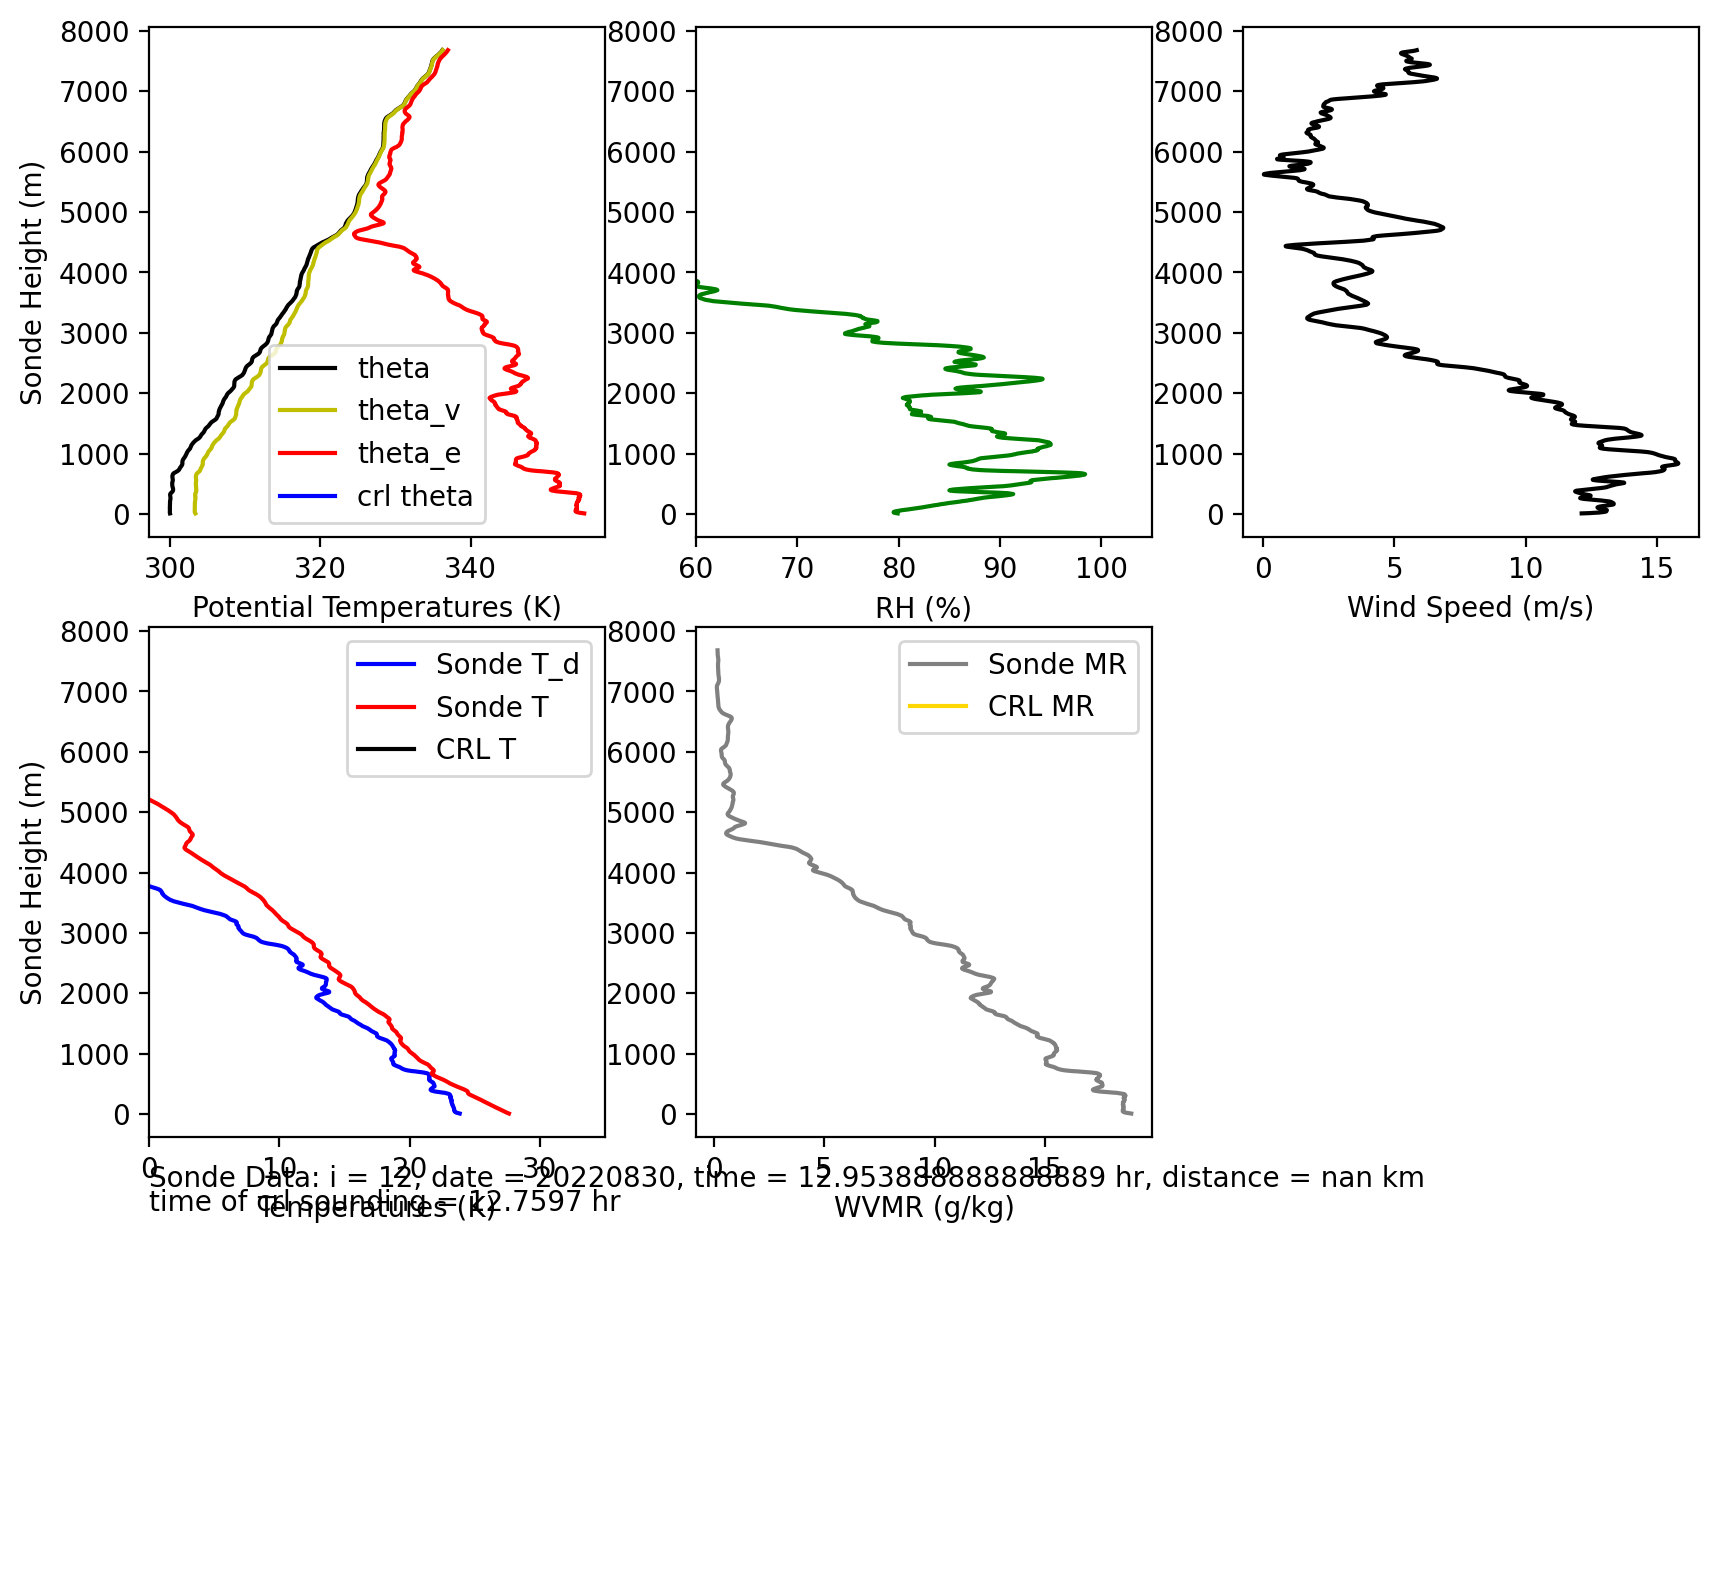 8000
7000
6000
5000
4000
3000
2000
1000
0
Sonde Height (m)
theta
theta_v
theta_e
crl theta
300 320 340
Potential Temperatures (K)
8000
7000
6000
5000
4000
3000
2000
1000
0
60 70 80 90 100
RH (%)
8000
7000
6000
5000
4000
3000
2000
1000
0
0 5 10 15
Wind Speed (m/s)
8000
7000
6000
5000
4000
3000
2000
1000
0
Sonde Height (m)
Sonde T_d
Sonde T
CRL T
0 10 20 30
Temperatures (K)
8000
7000
6000
5000
4000
3000
2000
1000
0
Sonde MR
CRL MR
0 5 10 15
WVMR (g/kg)
Sonde Data: i = 12, date = 20220830, time = 12.953888888888889 hr, distance = nan km
time of crl sounding = 12.7597 hr